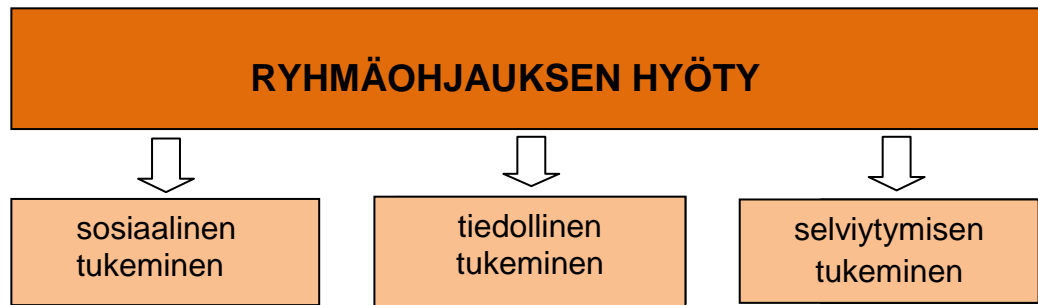 RYHMÄOHJAUKSEN HYÖTY
sosiaalinen
tukeminen
tiedollinen
tukeminen
selviytymisen
tukeminen